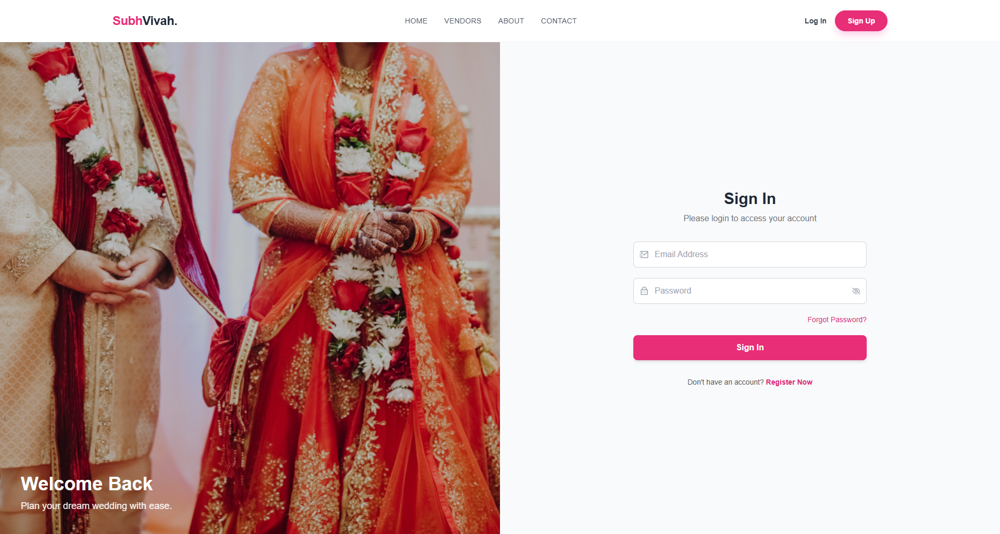 SubhVivah.
HOME VENDORS ABOUT CONTACT
Log In
Sign Up
Welcome Back
Plan your dream wedding with ease.
Sign In
Please login to access your account
Email Address
Password
Forgot Password?
Sign In
Don't have an account? Register Now